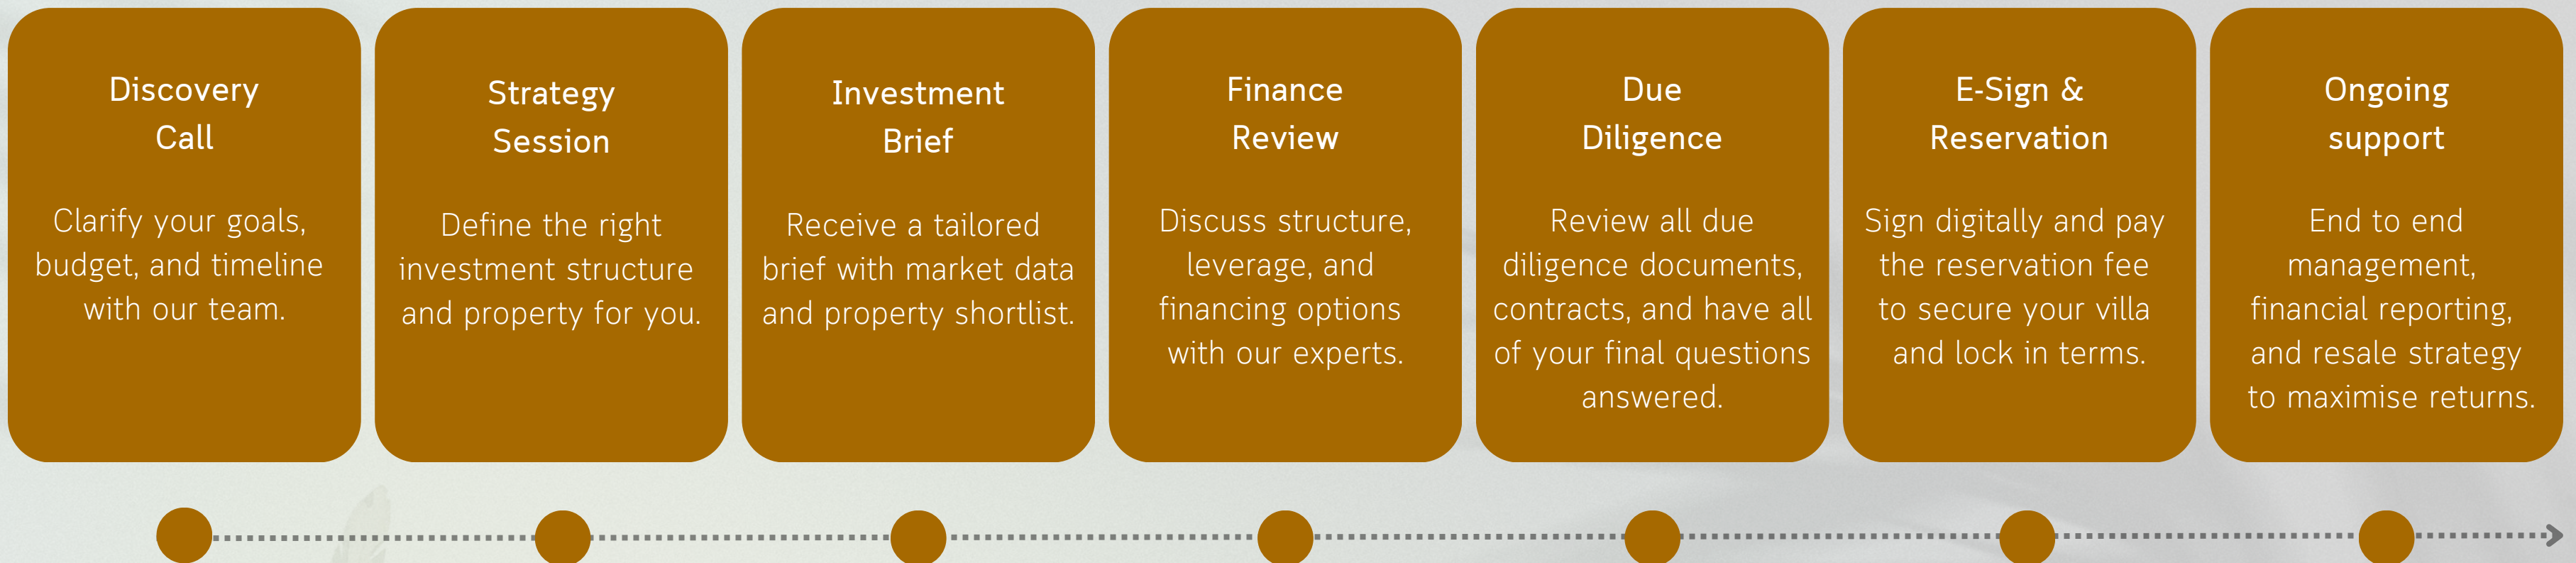 Discovery
Call
Clarify your goals,
budget, and timeline
with our team.
Strategy
Session
Define the right
investment structure
and property for you.
Investment
Brief
Receive a tailored
brief with market data
and property shortlist.
Finance
Review
Discuss structure,
leverage, and
financing options
with our experts.
Due
Diligence
Review all due
diligence documents,
contracts, and have all
of your final questions
answered.
E-Sign &
Reservation
Sign digitally and pay
the reservation fee
to secure your villa
and lock in terms.
Ongoing
support
End to end
management,
financial reporting,
and resale strategy
to maximise returns.